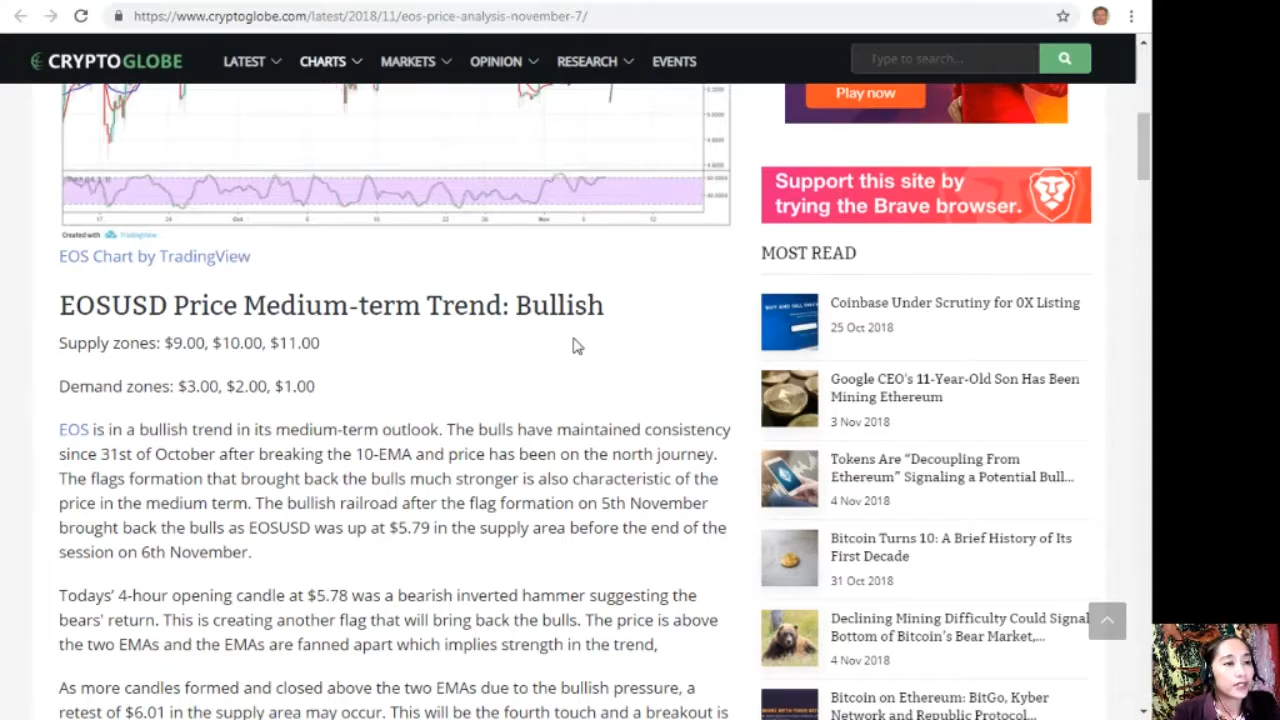 https://www.cryptoglobe.com/latest/2018/11/eos-price-analysis-november-7/
CRYPTOGLOBE
LATEST
CHARTS
MARKETS
OPINION
RESEARCH
EVENTS
Type to search...
Play now
17
24
Oct
Nov
12
Created with TradingView
EOS Chart by TradingView
EOSUSD Price Medium-term Trend: Bullish
Supply zones: $9.00, $10.00, $11.00
Demand zones: $3.00, $2.00, $1.00
EOS is in a bullish trend in its medium-term outlook. The bulls have maintained consistency
since 31st of October after breaking the 10-EMA and price has been on the north journey.
The flags formation that brought back the bulls much stronger is also characteristic of the
price in the medium term. The bullish railroad after the flag formation on 5th November
brought back the bulls as EOSUSD was up at $5.79 in the supply area before the end of the
session on 6th November.
Todays' 4-hour opening candle at $5.78 was a bearish inverted hammer suggesting the
bears' return. This is creating another flag that will bring back the bulls. The price is above
the two EMAs and the EMAs are fanned apart which implies strength in the trend,
As more candles formed and closed above the two EMAs due to the bullish pressure, a
retest of $6.01 in the supply area may occur. This will be the fourth touch and a breakout is
Support this site by
trying the Brave browser.
MOST READ
Coinbase Under Scrutiny for 0X Listing
25 Oct 2018
Google CEO's 11-Year-Old Son Has Been
Mining Ethereum
3 Nov 2018
Tokens Are “Decoupling From
Ethereum” Signaling a Potential Bull...
4 Nov 2018
Bitcoin Turns 10: A Brief History of Its
First Decade
31 Oct 2018
Declining Mining Difficulty Could Signal
Bottom of Bitcoin's Bear Market,...
4 Nov 2018
Bitcoin on Ethereum: BitGo, Kyber
Network and Republic Protocol...